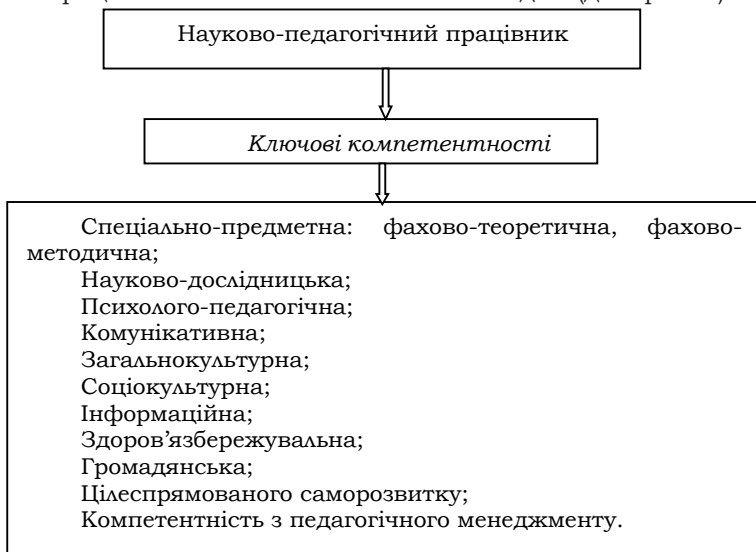 Науково-педагогічний працівник
Ключові компетентності
Спеціально-предметна: фахово-теоретична, фахово-
методична;
Науково-дослідницька;
Психолого-педагогічна;
Комунікативна;
Загальнокультурна;
Соціокультурна;
Інформаційна;
Здоров’язбережувальна;
Громадянська;
Цілеспрямованого саморозвитку;
Компетентність з педагогічного менеджменту.